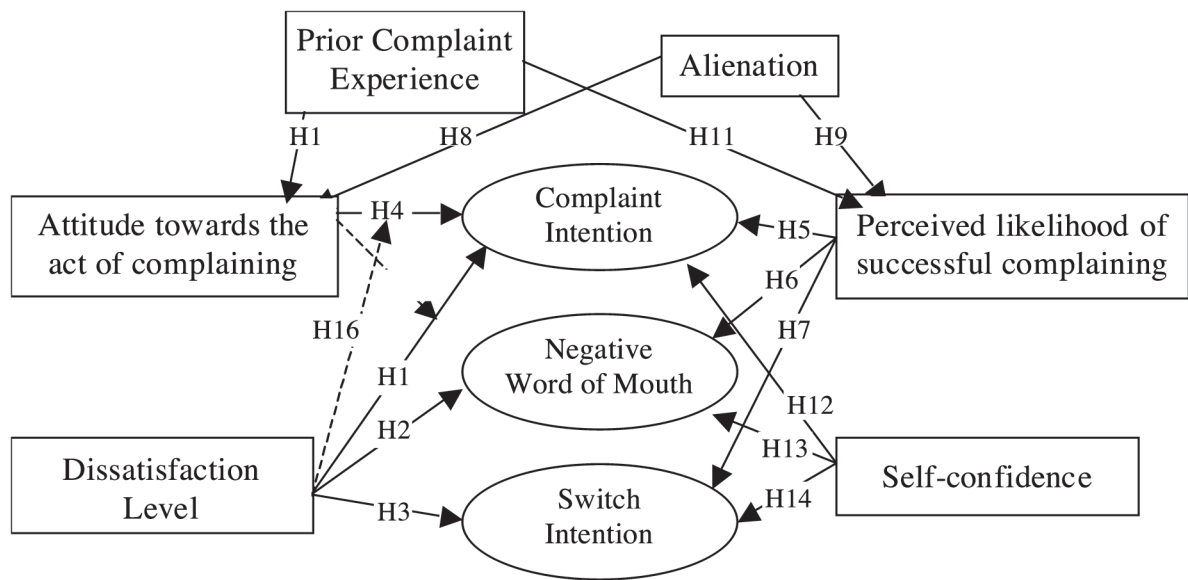 Prior Complaint
Experience
Alienation
H1
H8
H11
H9
Attitude towards the
act of complaining
H4
Complaint
Intention
H5
Perceived likelihood of
successful complaining
H6
H16
H7
Negative
Word of Mouth
H1
H2
H12
H13
Dissatisfaction
Level
H3
Switch
Intention
H14
Self-confidence